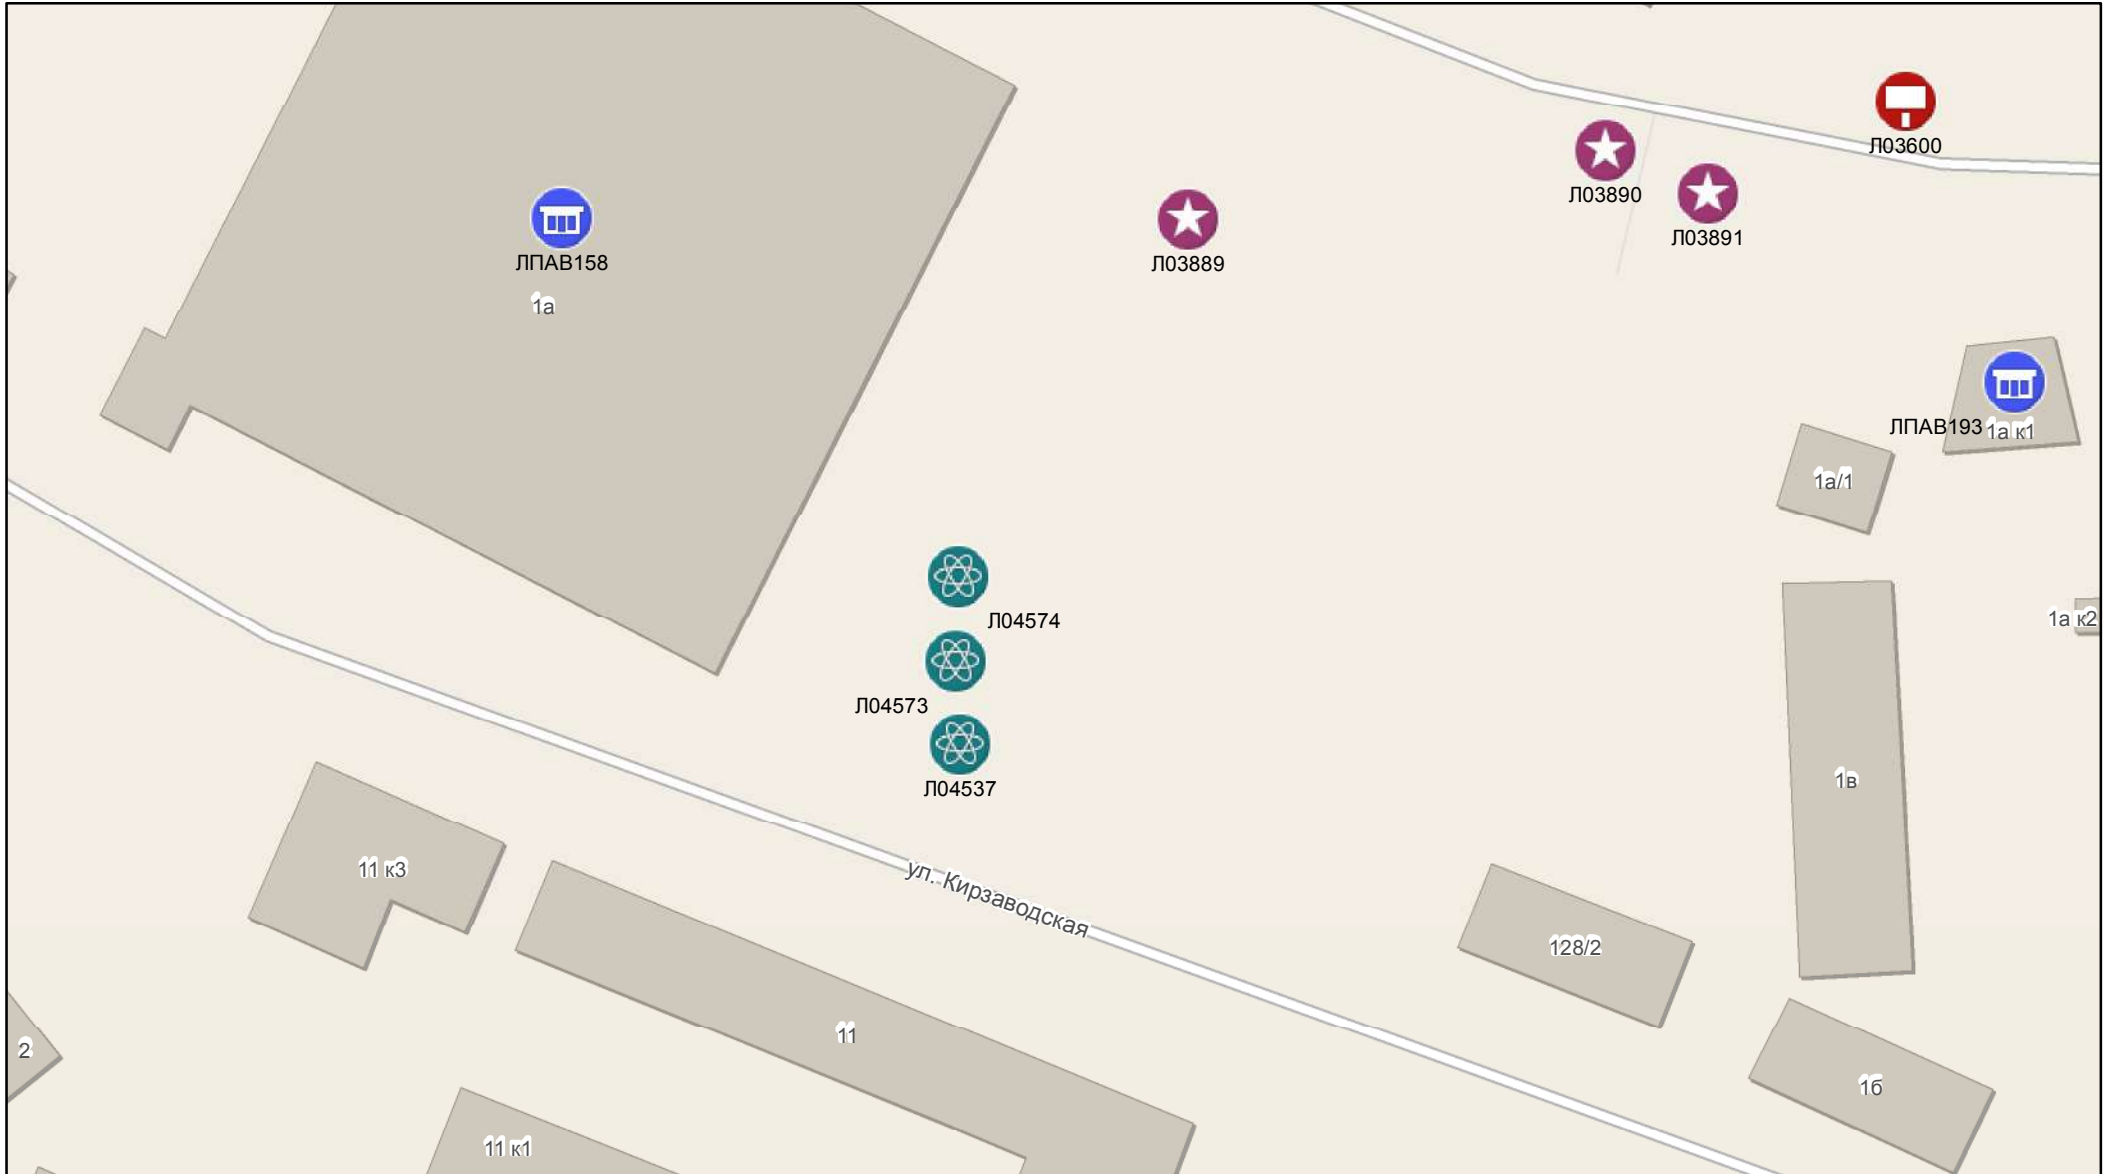 Л03600
Л03890
Л03891
ЛПАВ158
Л03889
1а
ЛПАВ193
1а к1
1а/1
Л04574
1а к2
Л04573
Л04537
1в
11 к3
ул. Кирзаводская
128/2
11
2
1б
11 к1